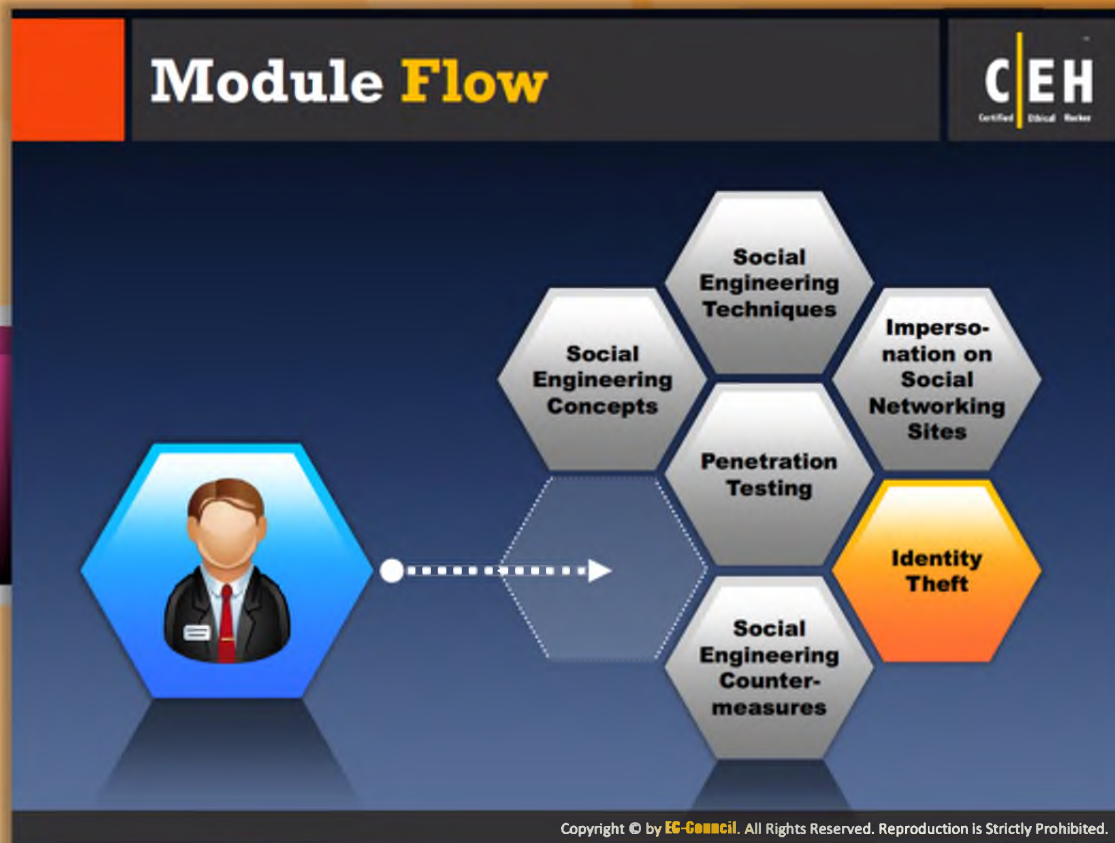 Module Flow
CEH
Certified Ethical Hacker
Social
Engineering
Techniques
Social
Engineering
Concepts
Imperso-
nation on
Social
Networking
Sites
Penetration
Testing
Identity
Theft
Social
Engineering
Counter-
measures
Copyright © by EC-Council. All Rights Reserved. Reproduction is Strictly Prohibited.